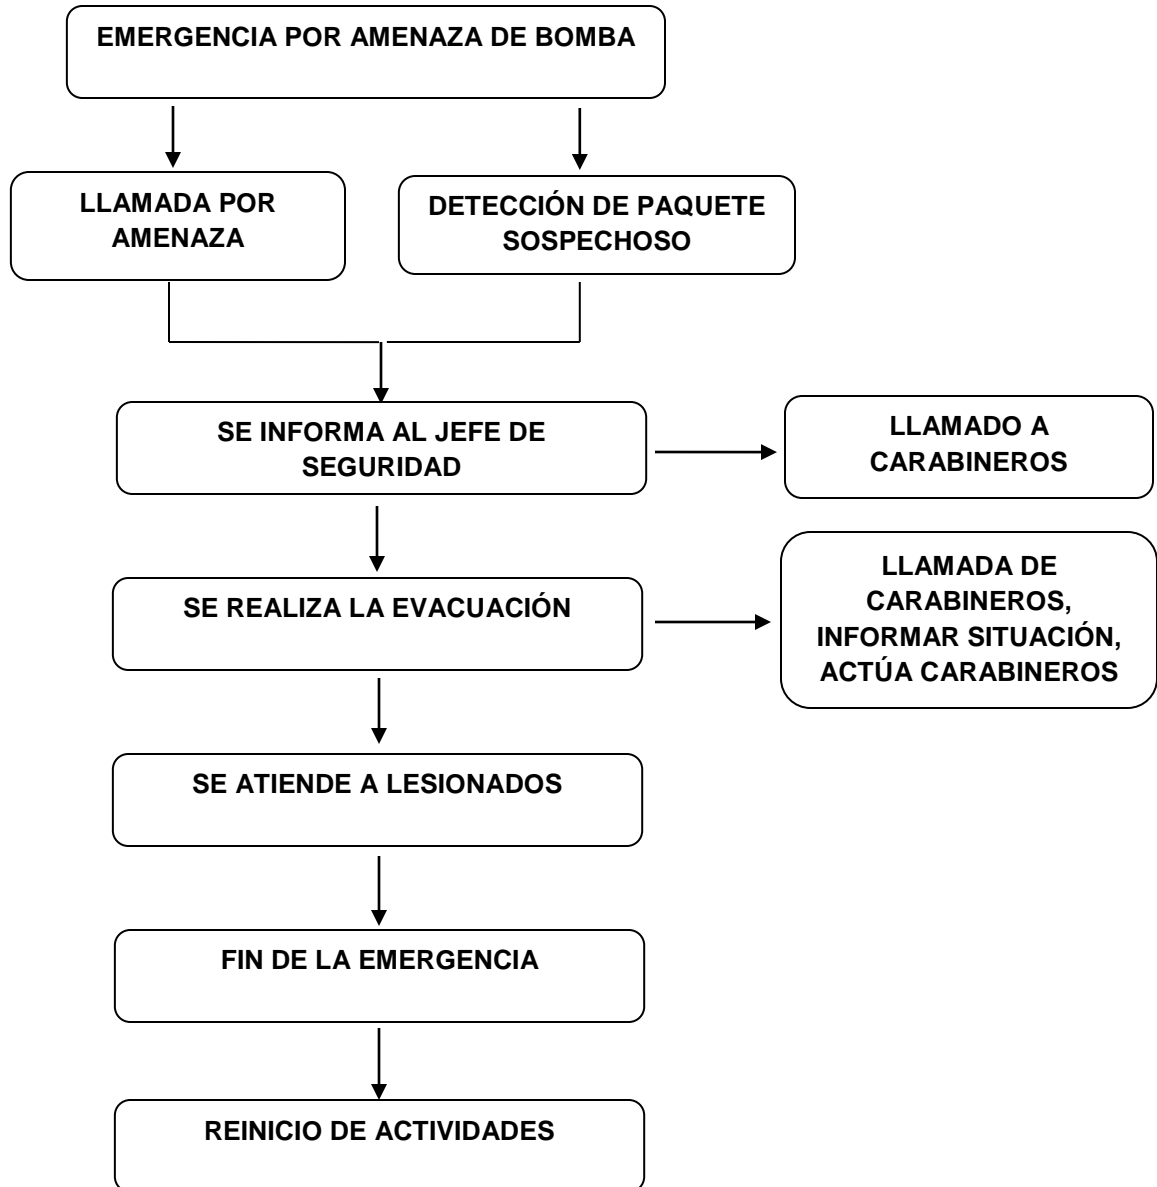 EMERGENCIA POR AMENAZA DE BOMBA
LLAMADA POR
AMENAZA
DETECCIÓN DE PAQUETE
SOSPECHOSO
SE INFORMA AL JEFE DE
SEGURIDAD
LLAMADO A
CARABINEROS
SE REALIZA LA EVACUACIÓN
LLAMADA DE
CARABINEROS,
INFORMAR SITUACIÓN,
ACTÚA CARABINEROS
SE ATIENDE A LESIONADOS
FIN DE LA EMERGENCIA
REINICIO DE ACTIVIDADES